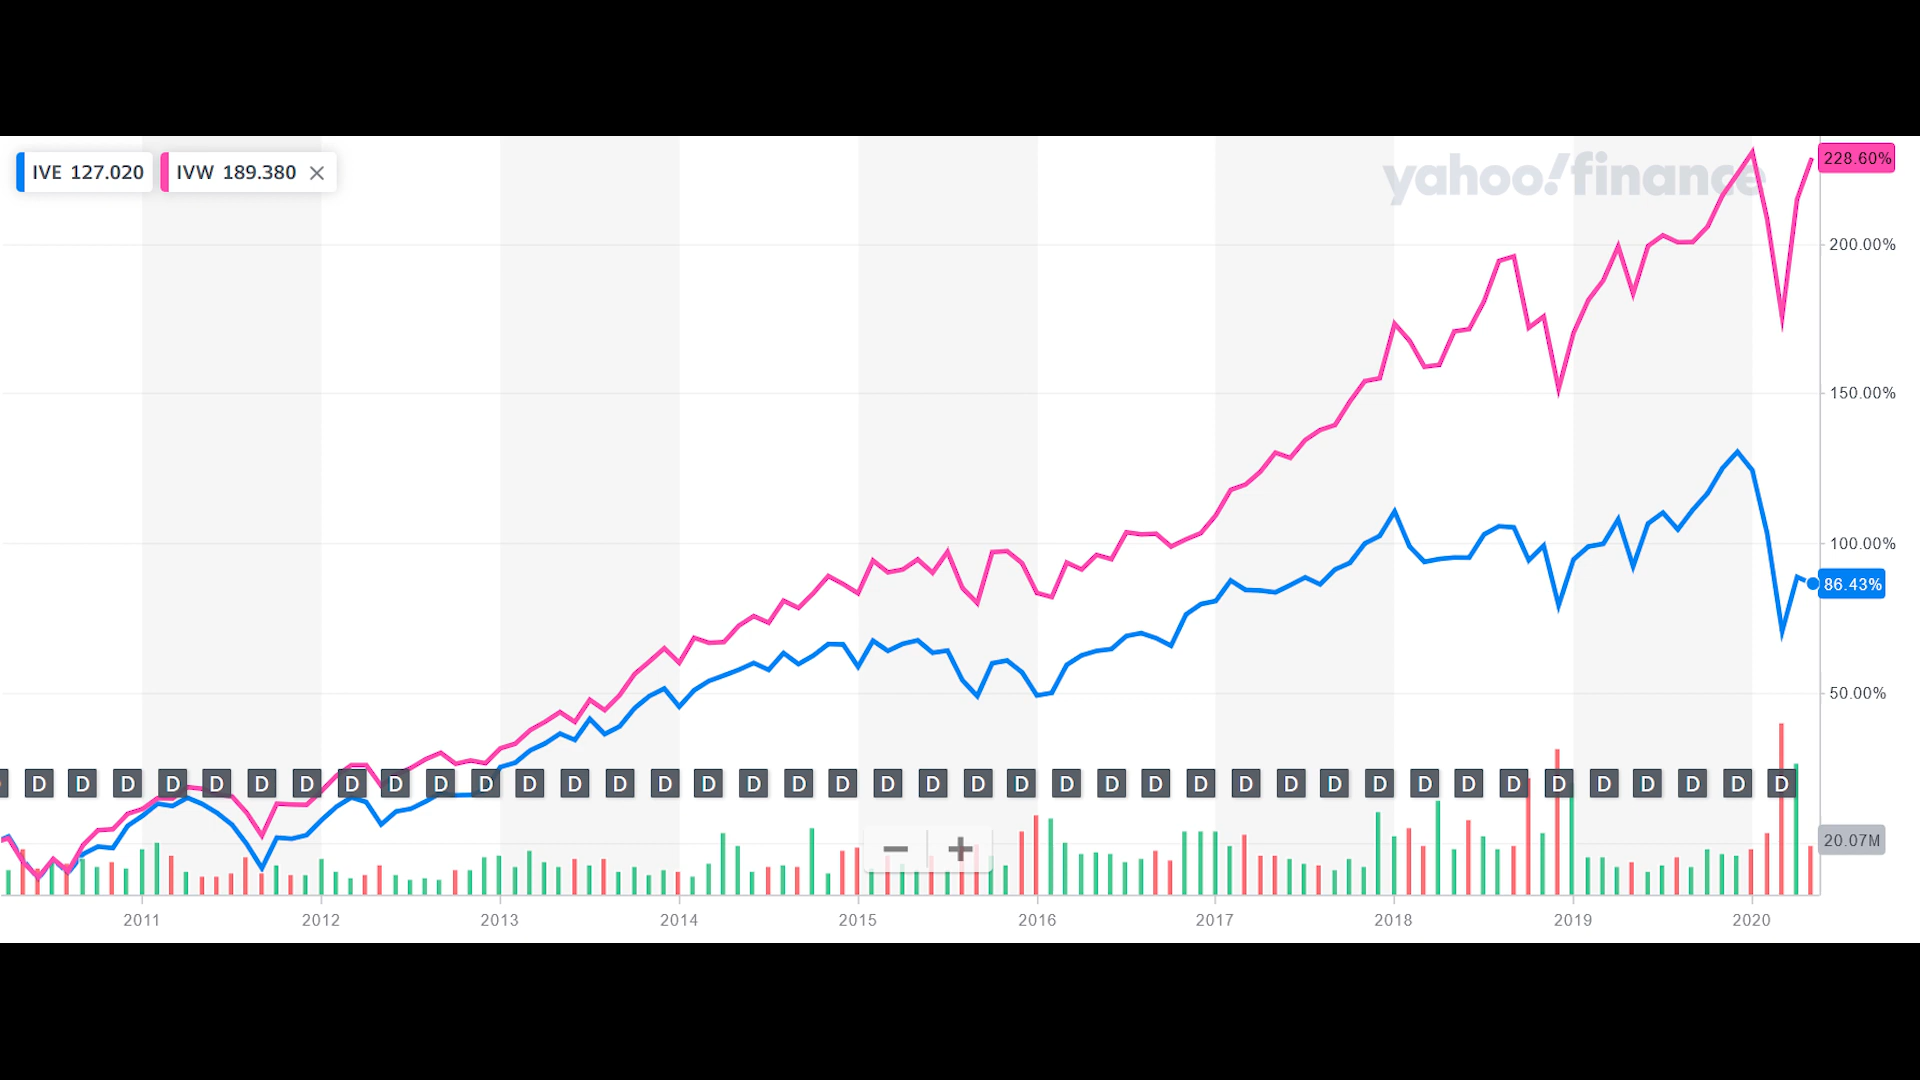 IVE 127.020 IVW 189.380 ×
yahoo!finance
228.60%
200.00%
150.00%
100.00%
86.43%
50.00%
D D D D D D D D D D D D D D D D D D D D D D D D D D D D D D D D D D D D D D D D
20.07M
− +
2011 2012 2013 2014 2015 2016 2017 2018 2019 2020